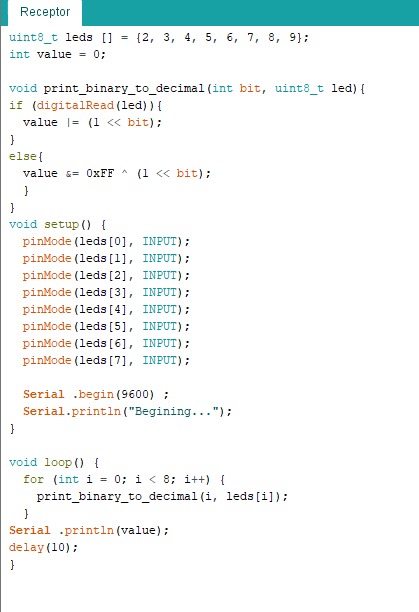 Receptor
uint8_t leds [] = {2, 3, 4, 5, 6, 7, 8, 9};
int value = 0;
void print_binary_to_decimal(int bit, uint8_t led){
if (digitalRead(led)){
value |= (1 << bit);
}
else{
value &= 0xFF ^ (1 << bit);
}
}
void setup() {
pinMode(leds[0], INPUT);
pinMode(leds[1], INPUT);
pinMode(leds[2], INPUT);
pinMode(leds[3], INPUT);
pinMode(leds[4], INPUT);
pinMode(leds[5], INPUT);
pinMode(leds[6], INPUT);
pinMode(leds[7], INPUT);
Serial .begin(9600) ;
Serial.println("Begining...");
}
void loop() {
for (int i = 0; i < 8; i++) {
print_binary_to_decimal(i, leds[i]);
}
Serial .println(value);
delay(10);
}